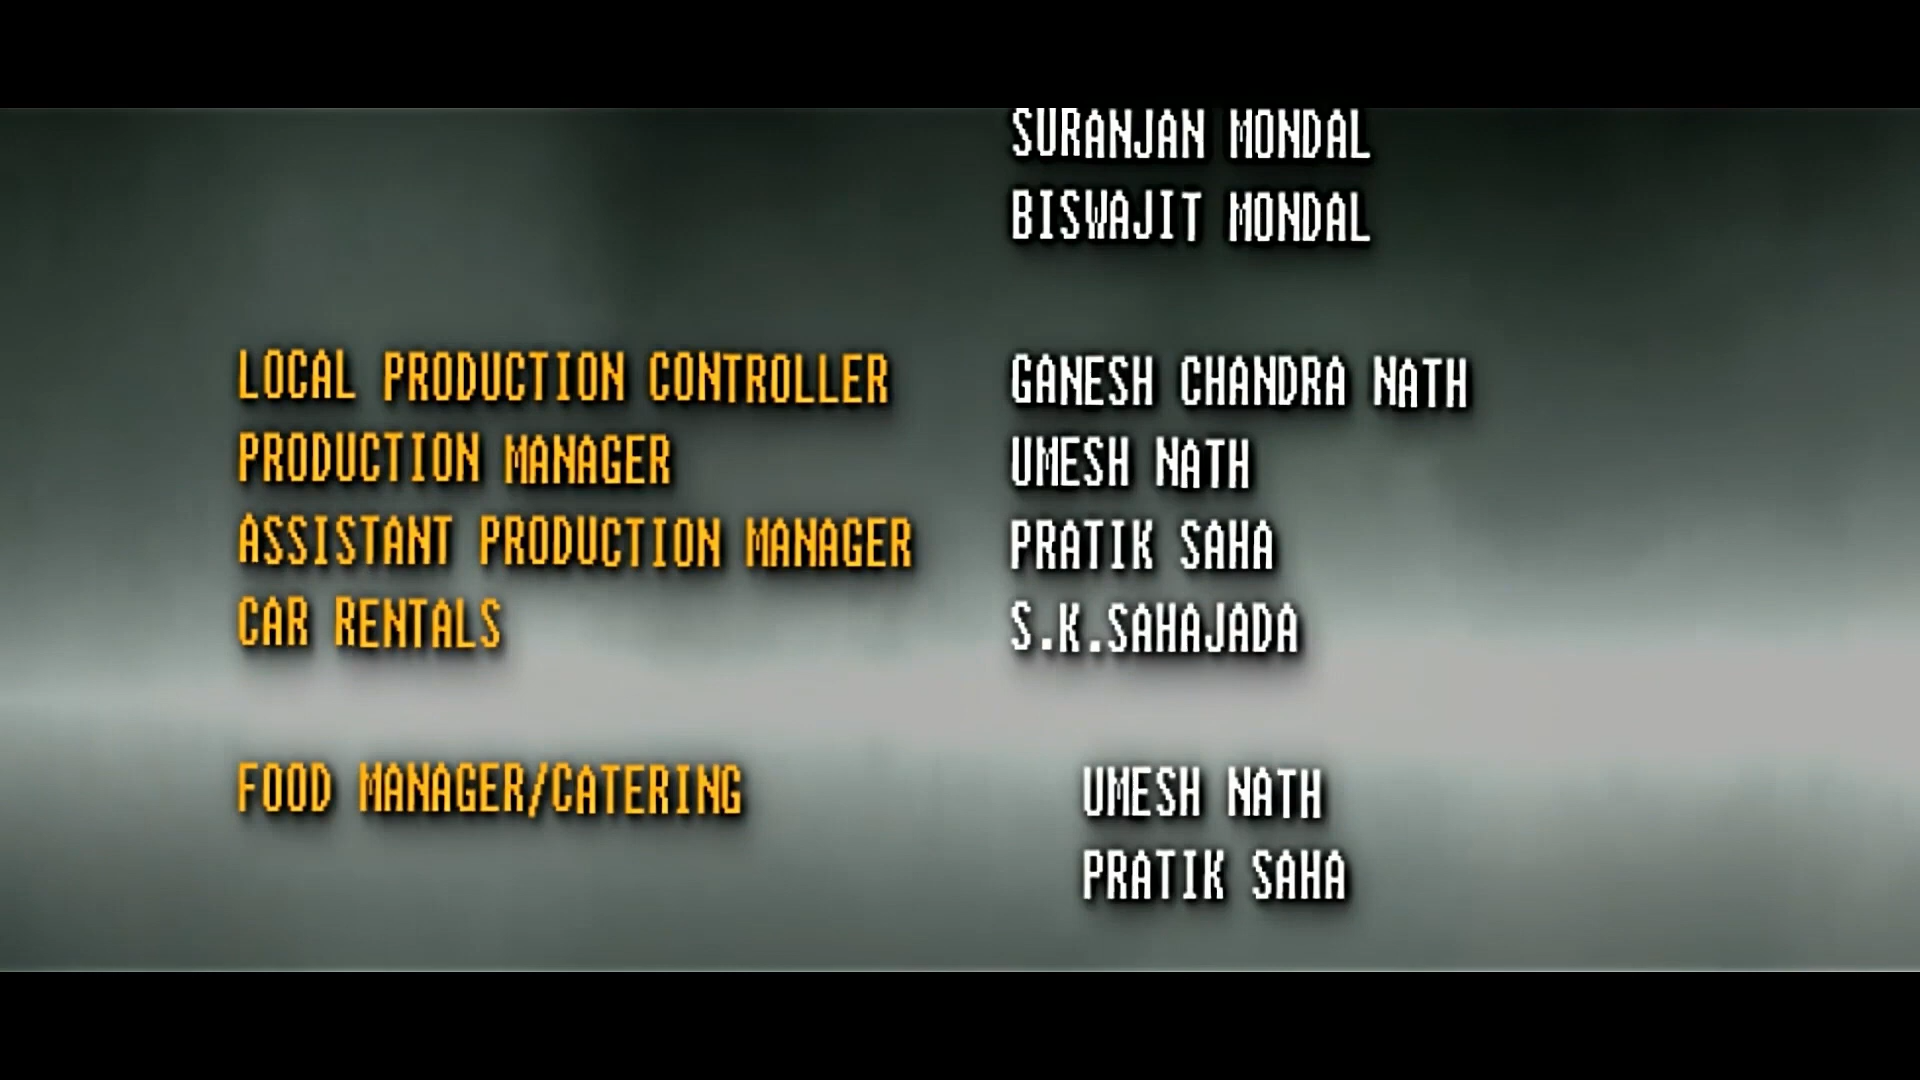 SURANJAN MONDAL
BISWAJIT MONDAL
LOCAL PRODUCTION CONTROLLER GANESH CHANDRA NATH
PRODUCTION MANAGER UMESH NATH
ASSISTANT PRODUCTION MANAGER PRATIK SAHA
CAR RENTALS S.K.SAHAJADA
FOOD MANAGER/CATERING UMESH NATH
PRATIK SAHA